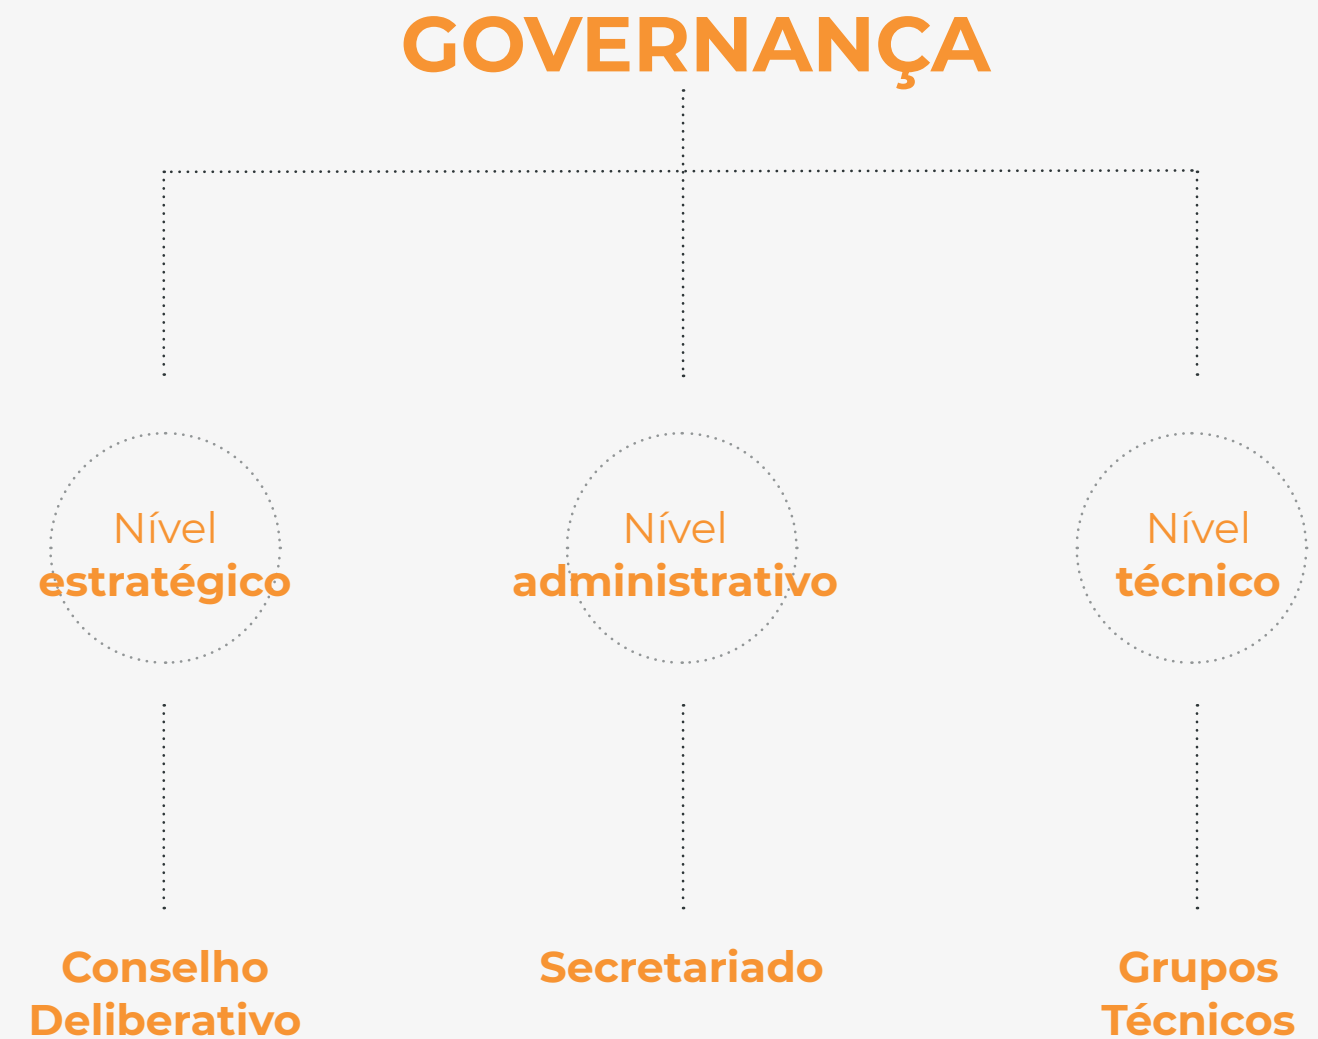 GOVERNANÇA
Nível
estratégico
Nível
administrativo
Nível
técnico
Conselho
Deliberativo
Secretariado
Grupos
Técnicos